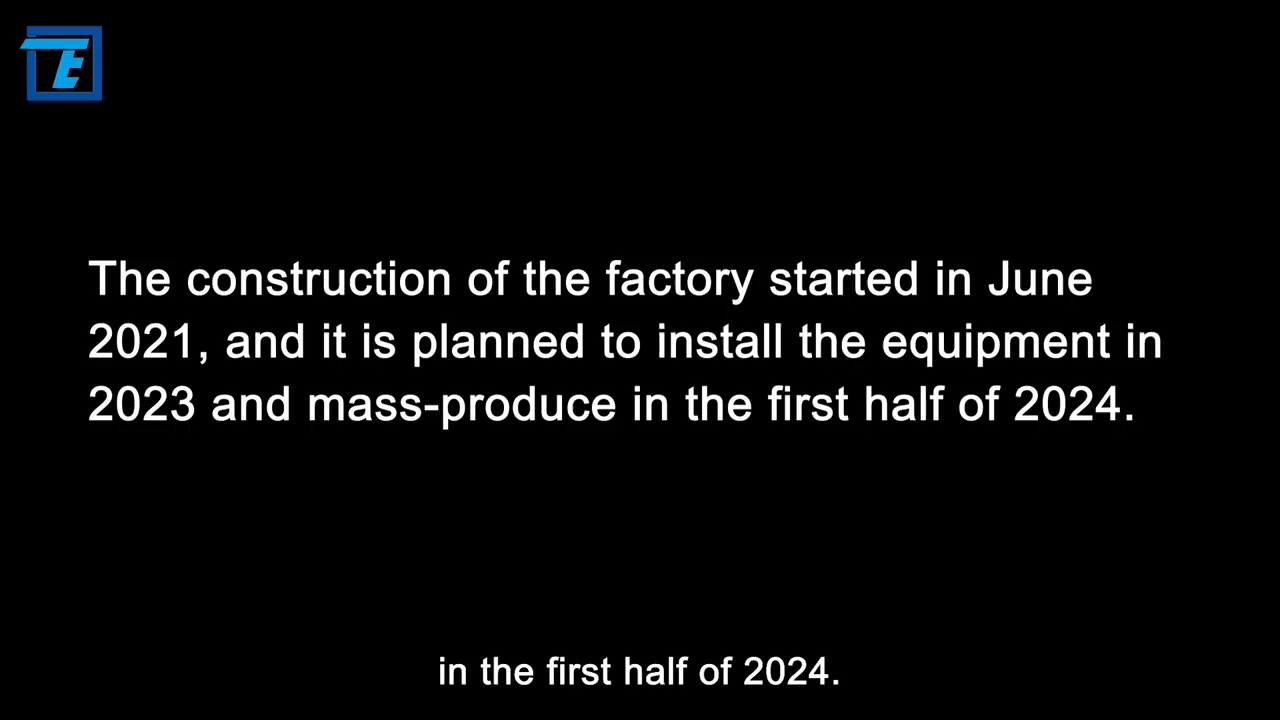 TE
The construction of the factory started in June
2021, and it is planned to install the equipment in
2023 and mass-produce in the first half of 2024.
in the first half of 2024.